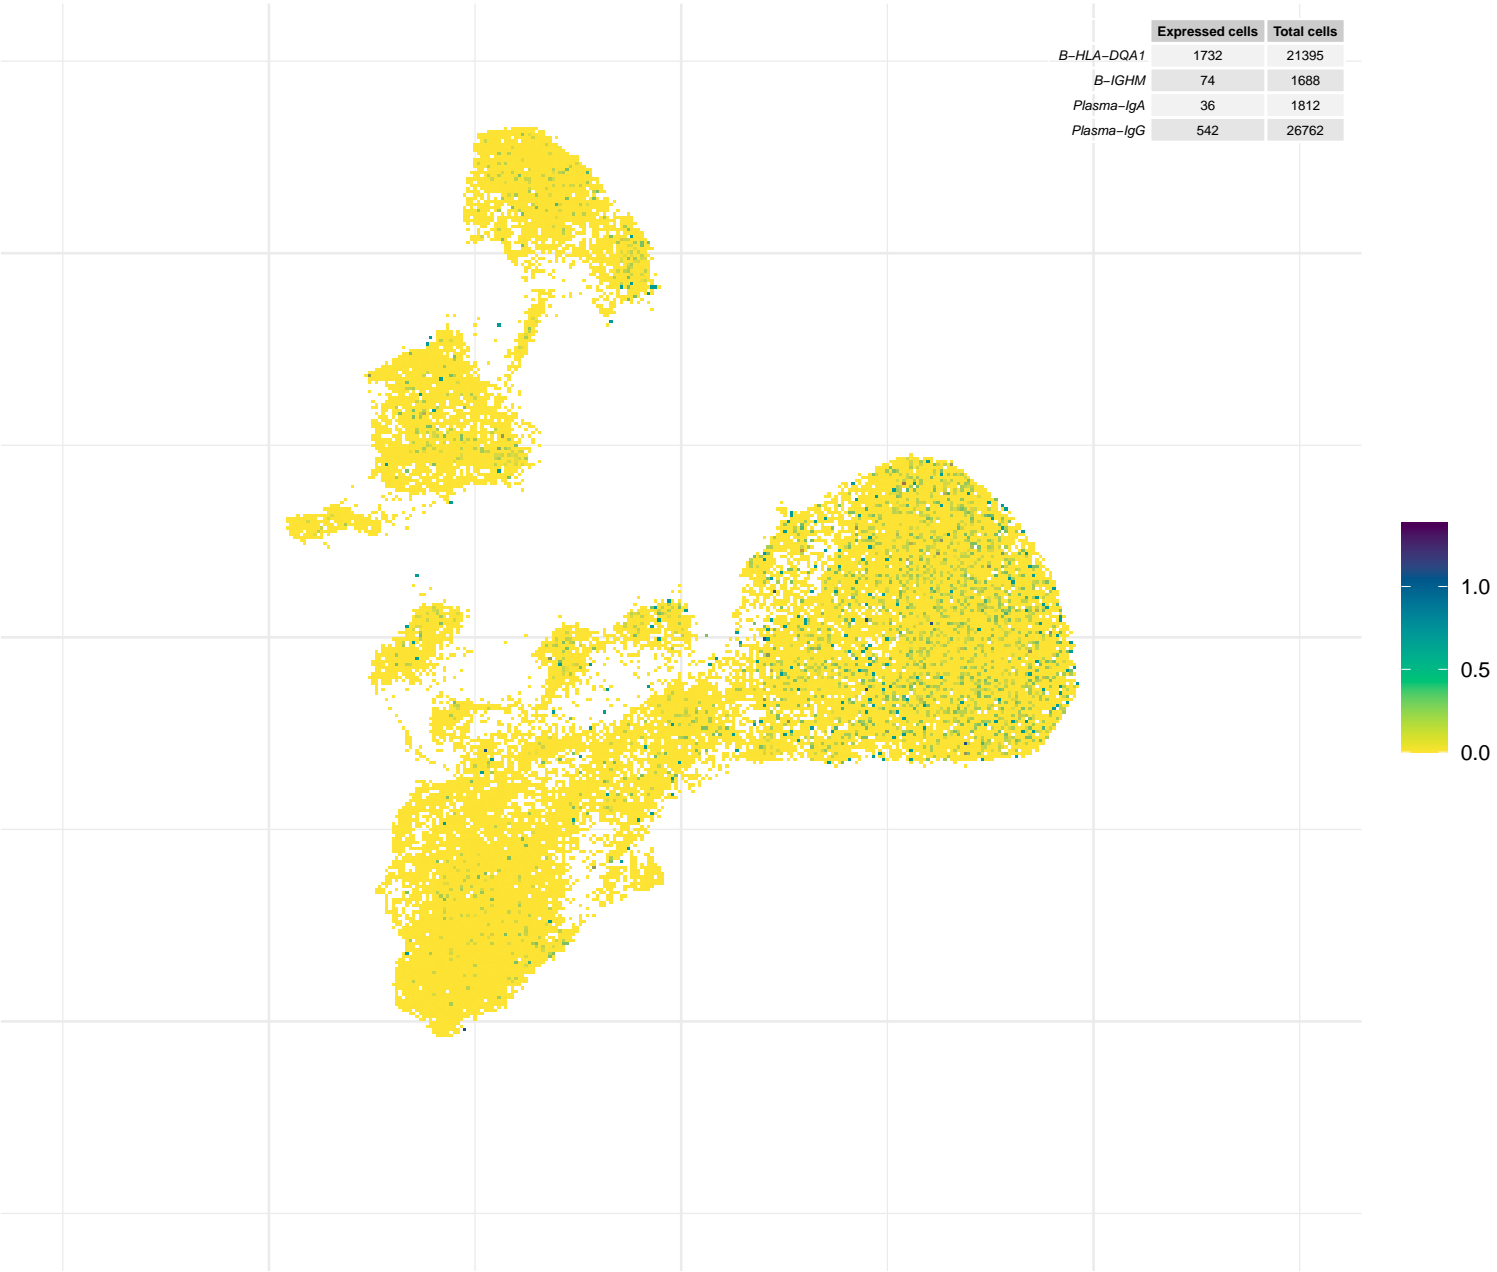 Expressed cells Total cells
B−HLA−DQA1 1732 21395
B−IGHM 74 1688
Plasma−IgA 36 1812
Plasma−IgG 542 26762
1.0
0.5
0.0